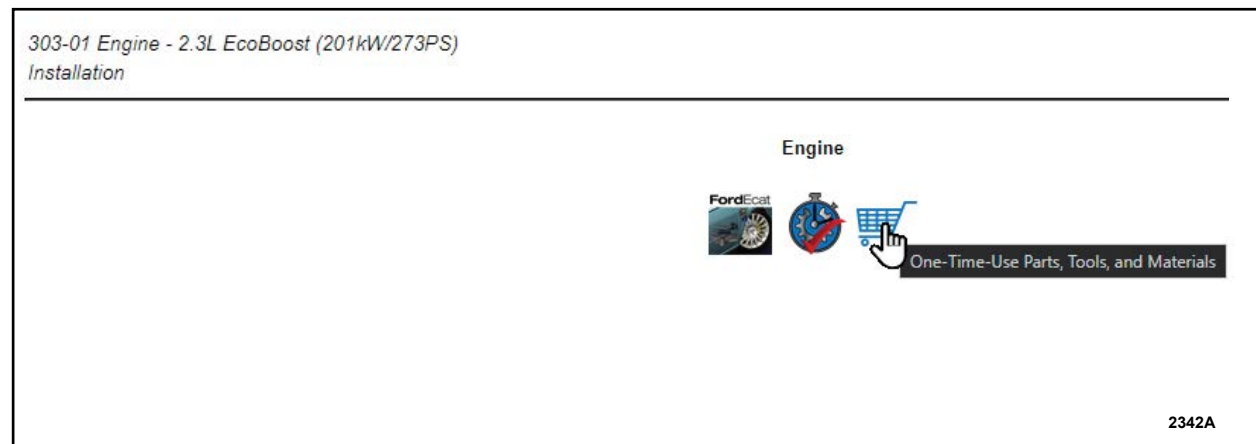 303-01 Engine - 2.3L EcoBoost (201kW/273PS)
Installation
Engine
FordEcat
One-Time-Use Parts, Tools, and Materials
2342A